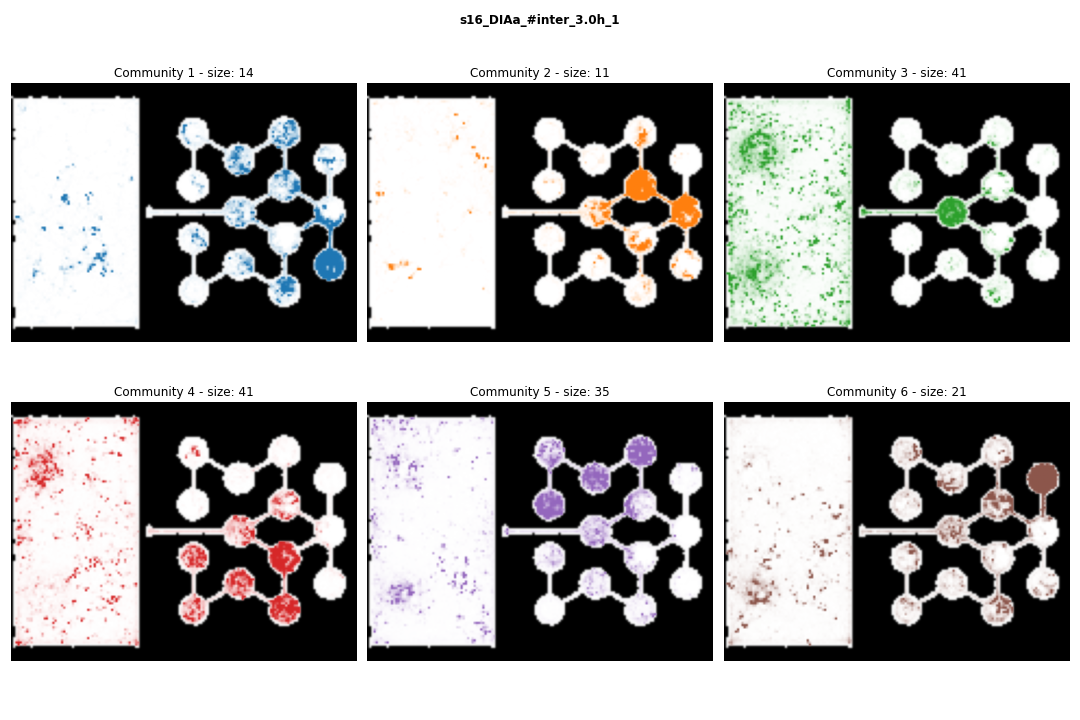 s16_DIAa_#inter_3.0h_1
Community 1 - size: 14
Community 2 - size: 11
Community 3 - size: 41
Community 4 - size: 41
Community 5 - size: 35
Community 6 - size: 21